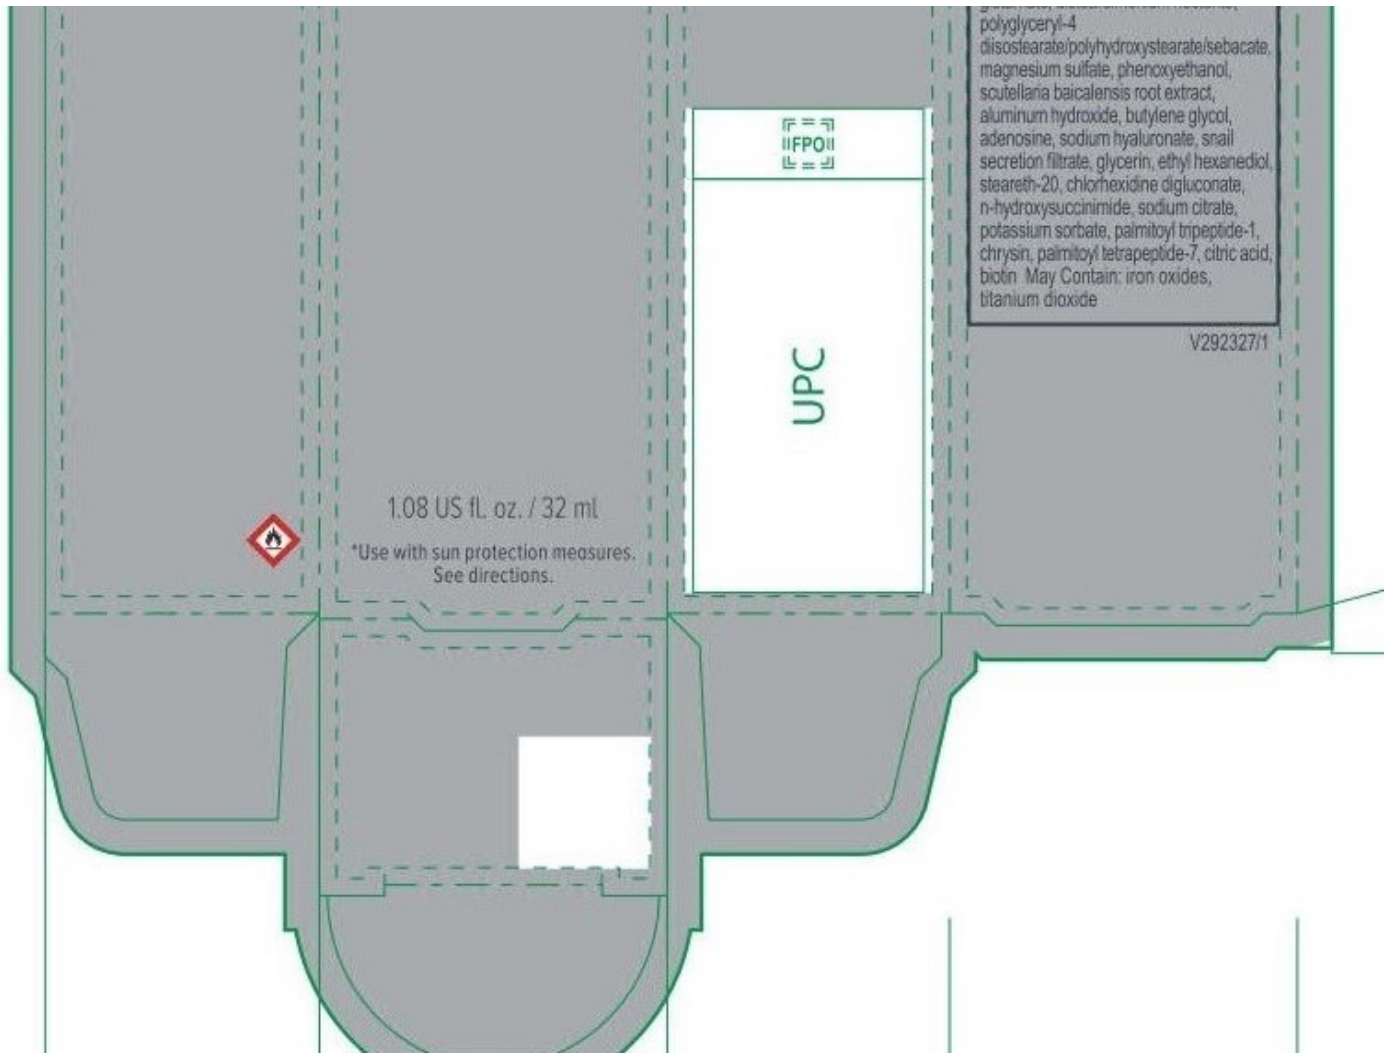 polyglyceryl-4
diisostearate/polyhydroxystearate/sebacate,
magnesium sulfate, phenoxyethanol,
scutellaria baicalensis root extract,
aluminum hydroxide, butylene glycol,
adenosine, sodium hyaluronate, snail
secretion filtrate, glycerin, ethyl hexanediol,
steareth-20, chlorhexidine digluconate,
n-hydroxysuccinimide, sodium citrate,
potassium sorbate, palmitoyl tripeptide-1,
chrysin, palmitoyl tetrapeptide-7, citric acid,
biotin May Contain: iron oxides,
titanium dioxide
V292327/1
FPO
UPC
1.08 US fl. oz. / 32 ml
*Use with sun protection measures.
See directions.